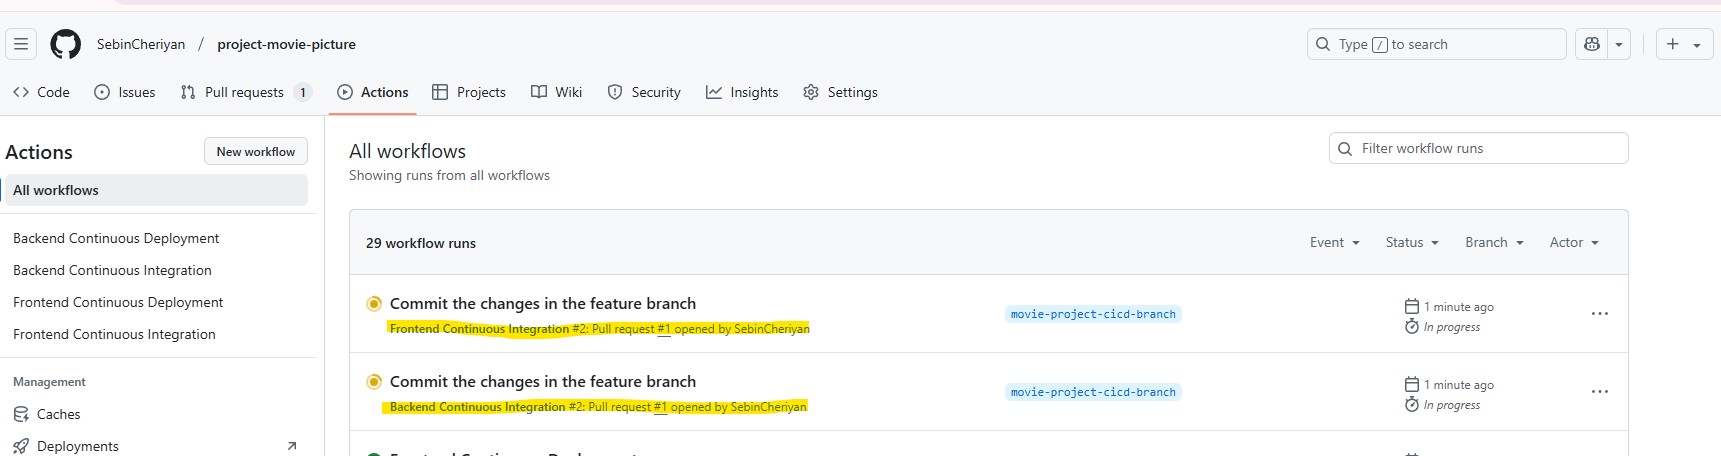 SebinCheriyan / project-movie-picture
Type / to search
Code Issues Pull requests 1 Actions Projects Wiki Security Insights Settings
Actions
New workflow
All workflows
Backend Continuous Deployment
Backend Continuous Integration
Frontend Continuous Deployment
Frontend Continuous Integration
Management
Caches
Deployments
All workflows
Showing runs from all workflows
Filter workflow runs
29 workflow runs
Event Status Branch Actor
Commit the changes in the feature branch
Frontend Continuous Integration #2: Pull request #1 opened by SebinCheriyan
movie-project-cicd-branch
1 minute ago
In progress
Commit the changes in the feature branch
Backend Continuous Integration #2: Pull request #1 opened by SebinCheriyan
movie-project-cicd-branch
1 minute ago
In progress